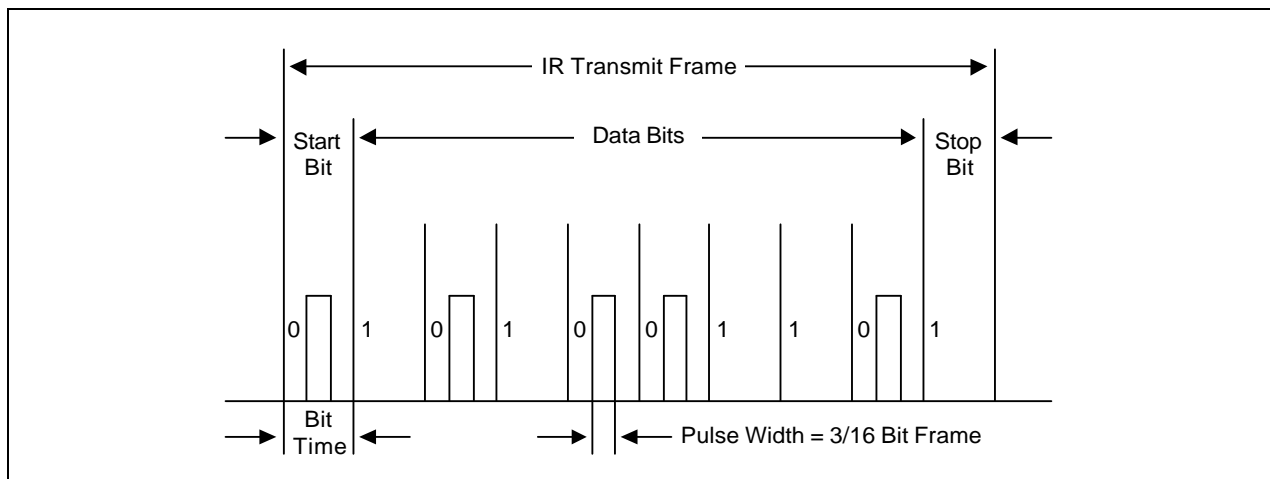 IR Transmit Frame
Start
Bit
Data Bits
Stop
Bit
0 1 0 1 0 0 1 1 0 1
Bit
Time
Pulse Width = 3/16 Bit Frame